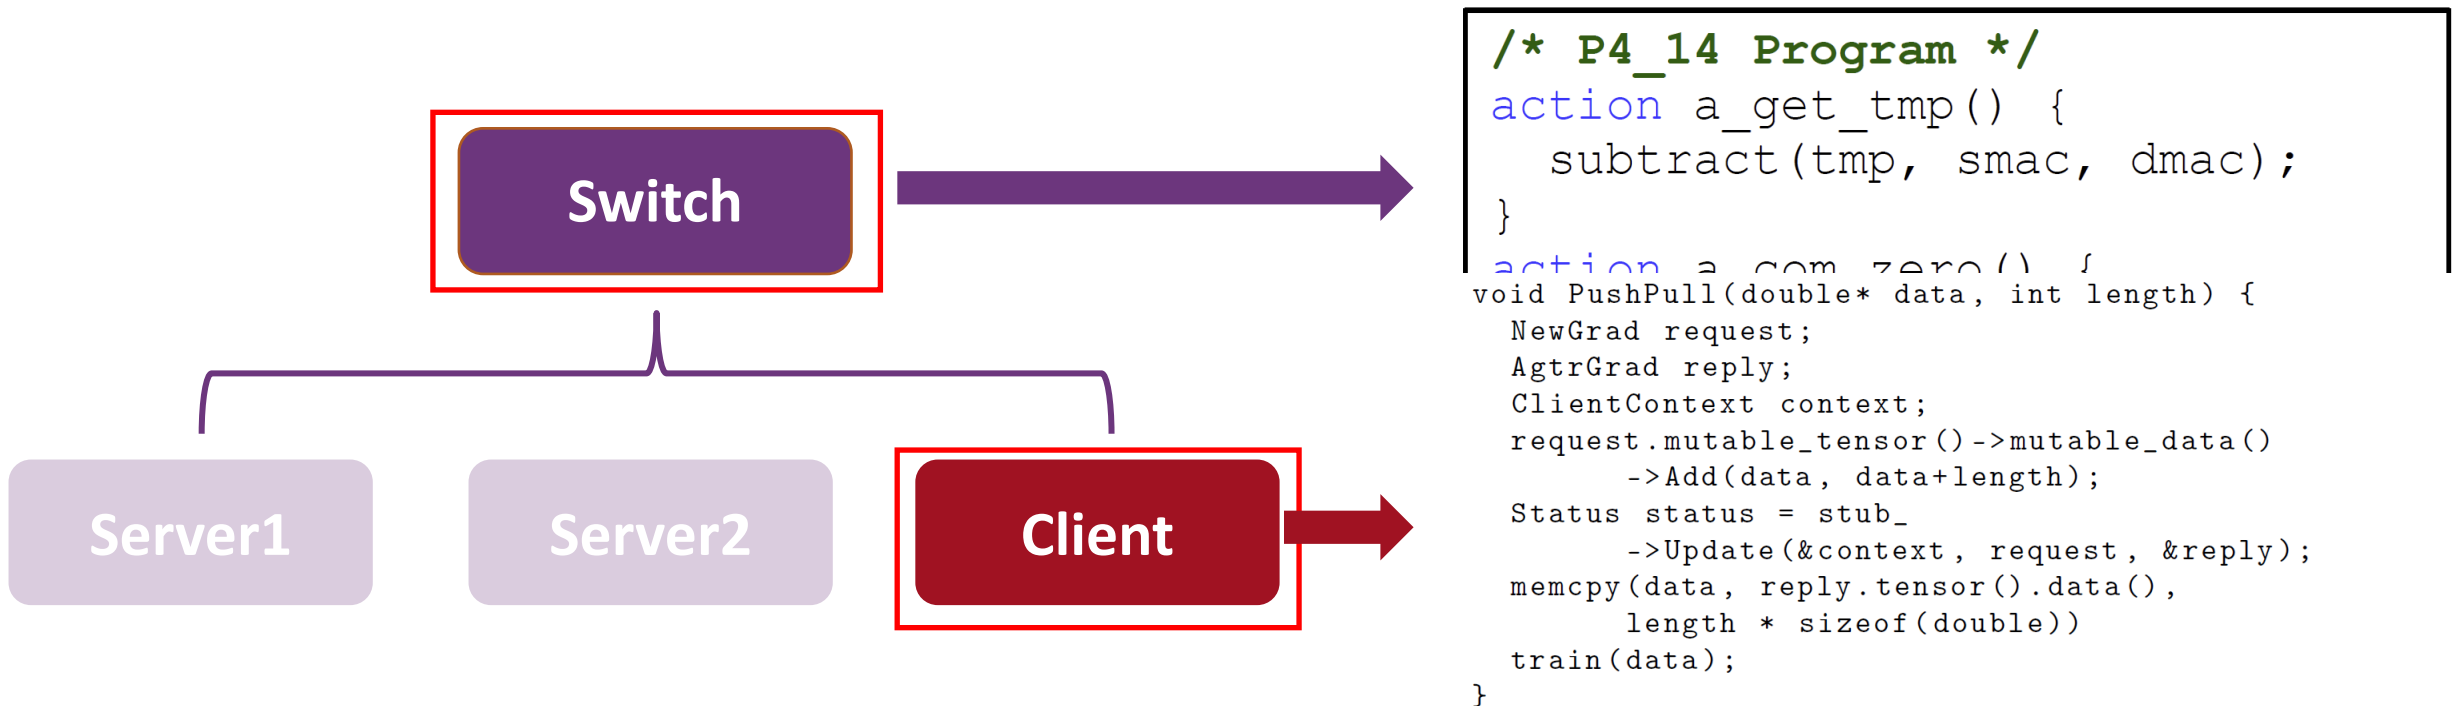 Switch
Server1
Server2
Client
/* P4_14 Program */
action a_get_tmp() {
  subtract(tmp, smac, dmac);
}
action a_com_zero() {
void PushPull(double* data, int length) {
  NewGrad request;
  AgtrGrad reply;
  ClientContext context;
  request.mutable_tensor()->mutable_data()
        ->Add(data, data+length);
  Status status = stub_
        ->Update(&context, request, &reply);
  memcpy(data, reply.tensor().data(),
        length * sizeof(double))
  train(data);
}